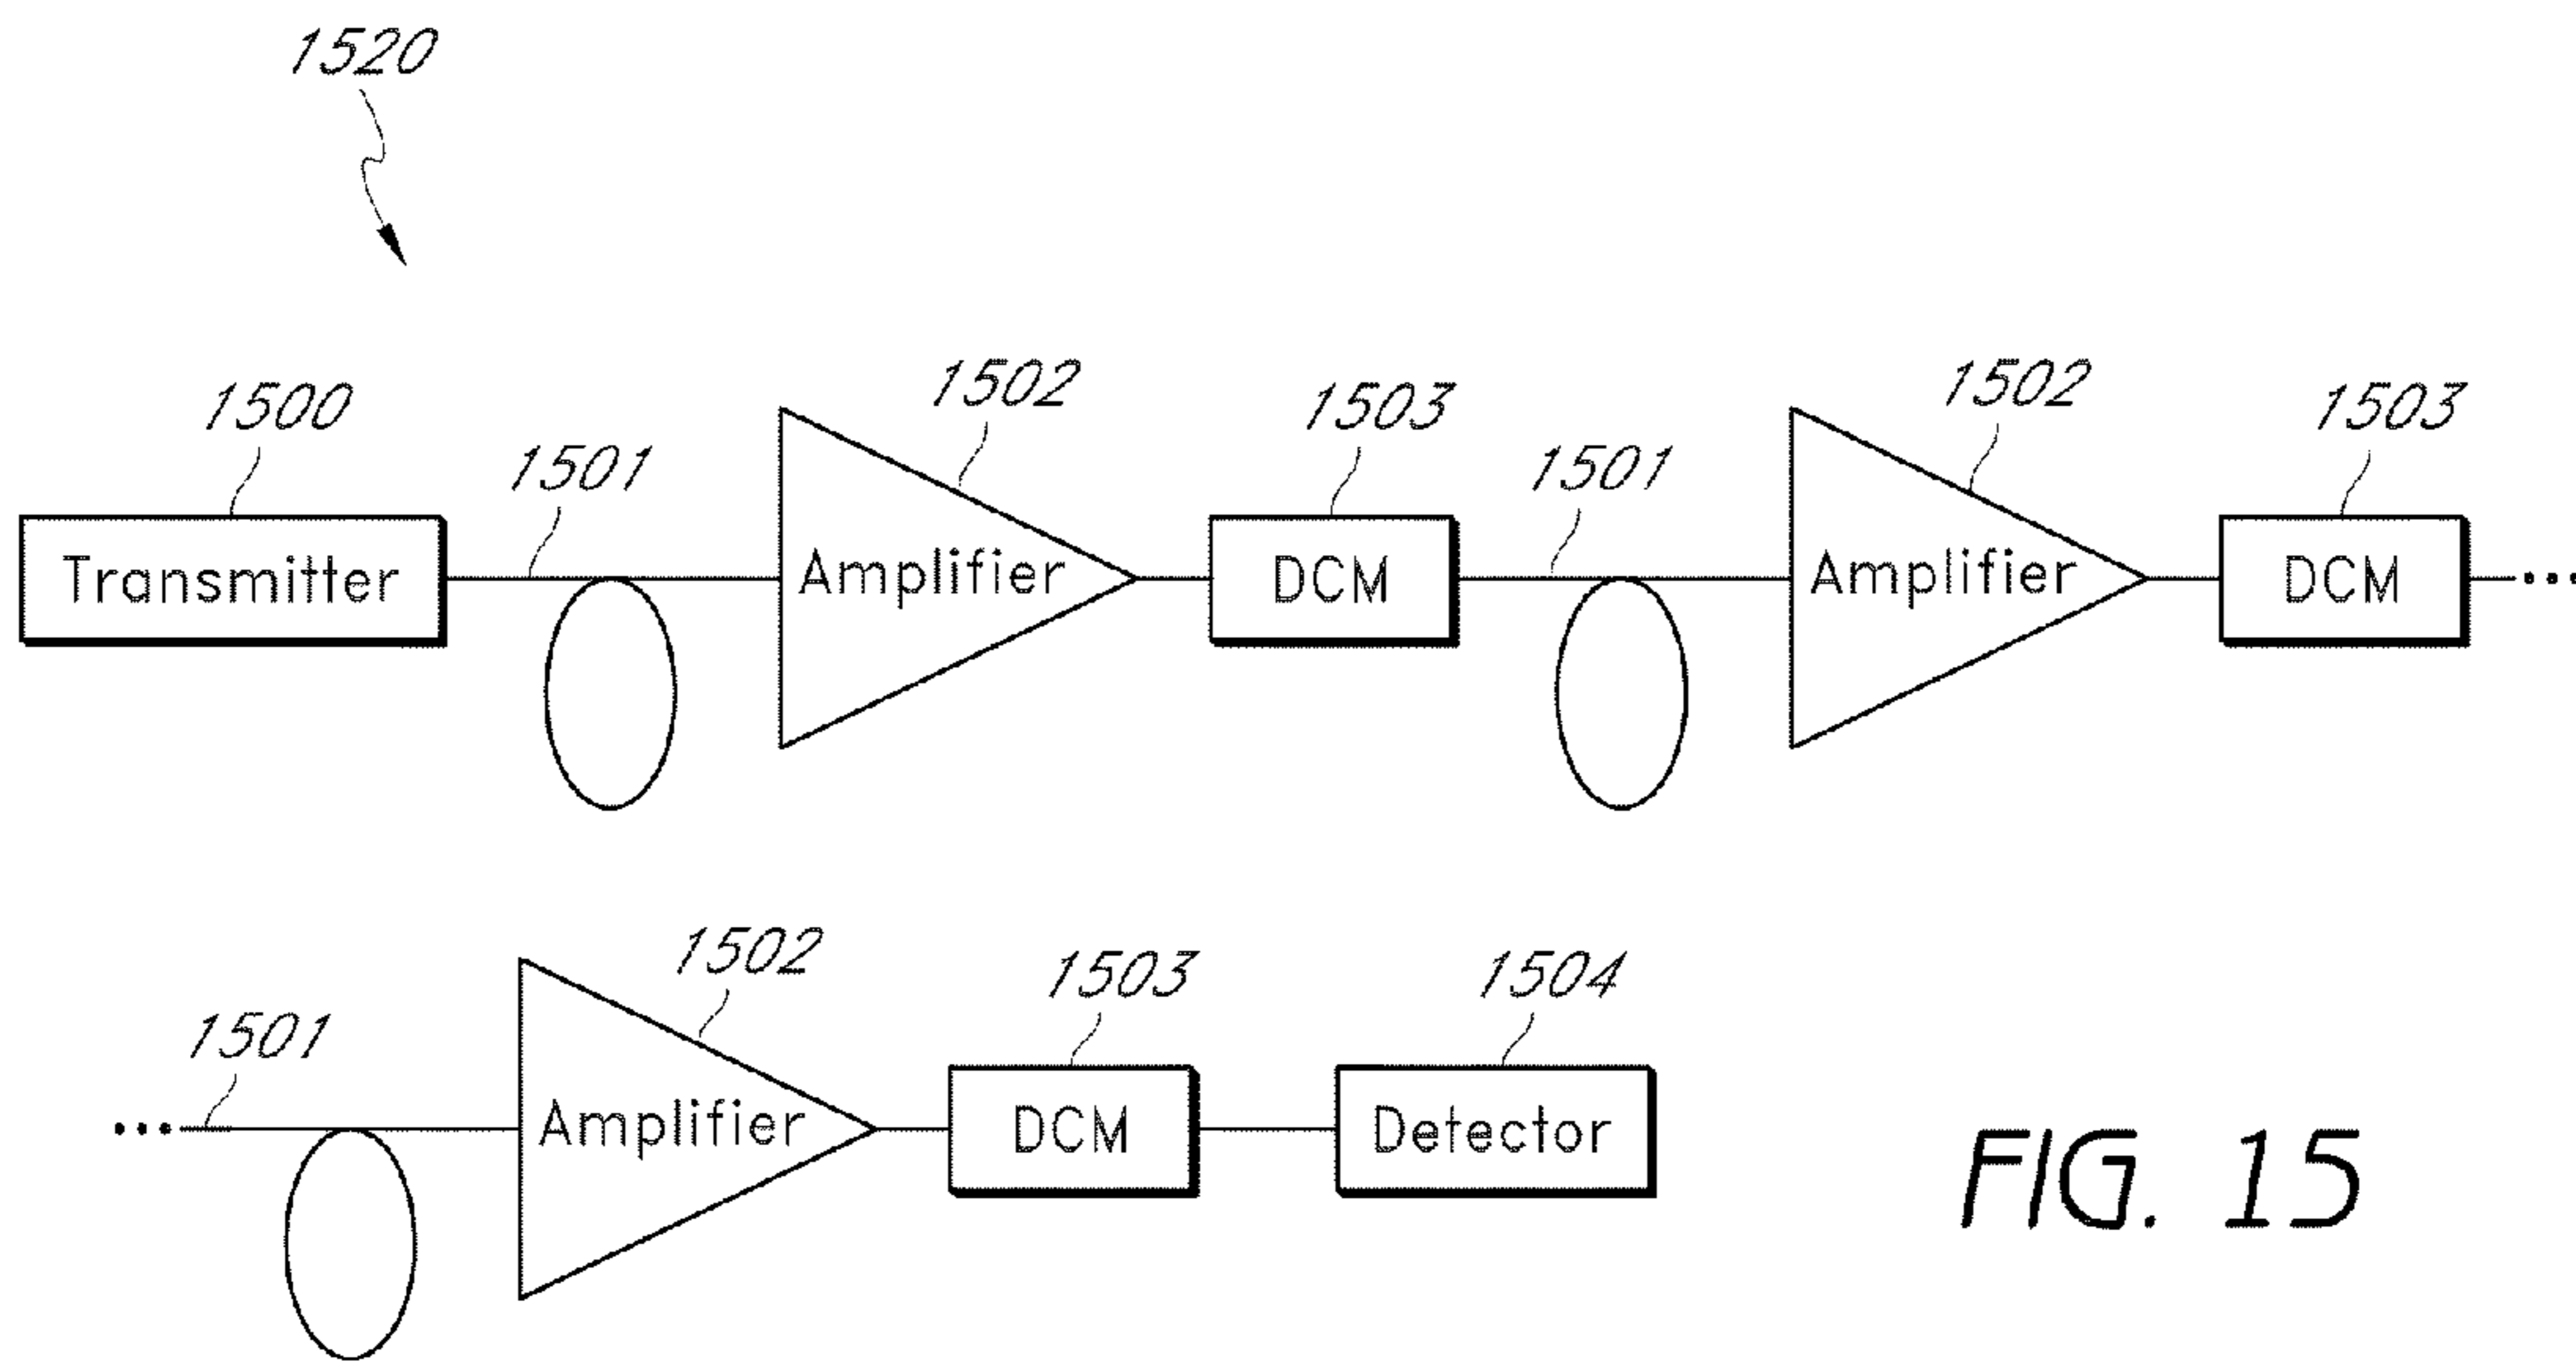 1520
1500
1501
1502
1503
1501
1502
1503
Transmitter
Amplifier
DCM
Amplifier
DCM
...
1501
1502
1503
1504
...
Amplifier
DCM
Detector
FIG. 15